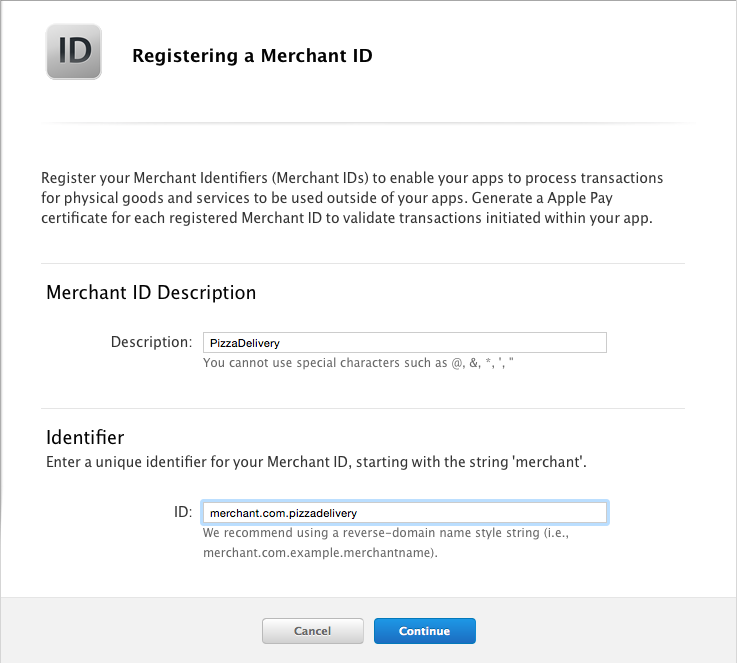 ID
Registering a Merchant ID
Register your Merchant Identifiers (Merchant IDs) to enable your apps to process transactions
for physical goods and services to be used outside of your apps. Generate a Apple Pay
certificate for each registered Merchant ID to validate transactions initiated within your app.
Merchant ID Description
Description: PizzaDelivery
You cannot use special characters such as @, &, *, ', "
Identifier
Enter a unique identifier for your Merchant ID, starting with the string 'merchant'.
ID: merchant.com.pizzadelivery
We recommend using a reverse-domain name style string (i.e.,
merchant.com.example.merchantname).
Cancel Continue